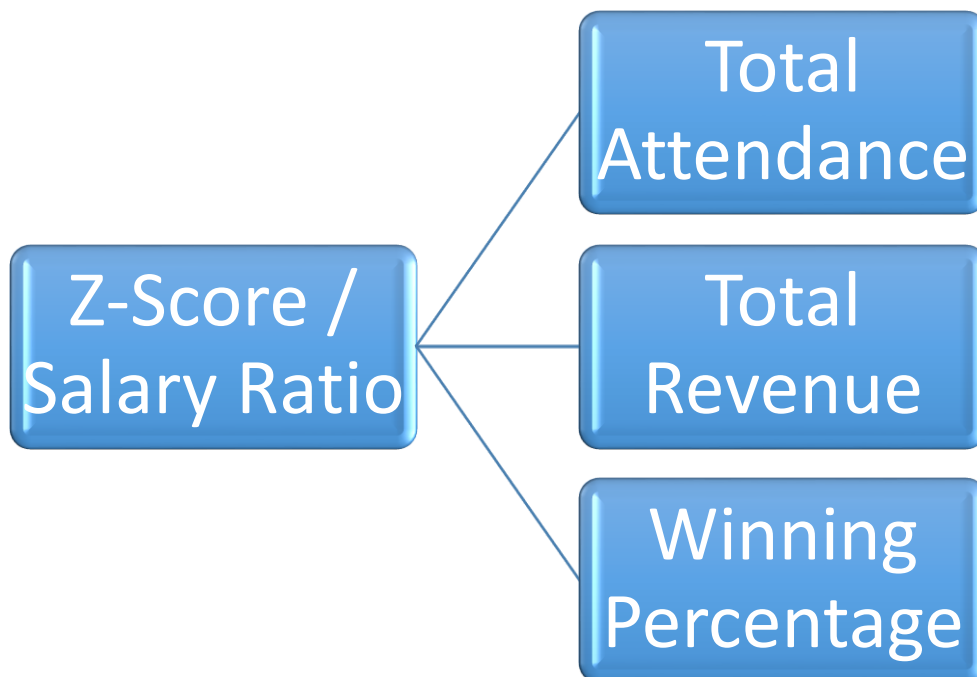 Z-Score /
Salary Ratio
Total
Attendance
Total
Revenue
Winning
Percentage